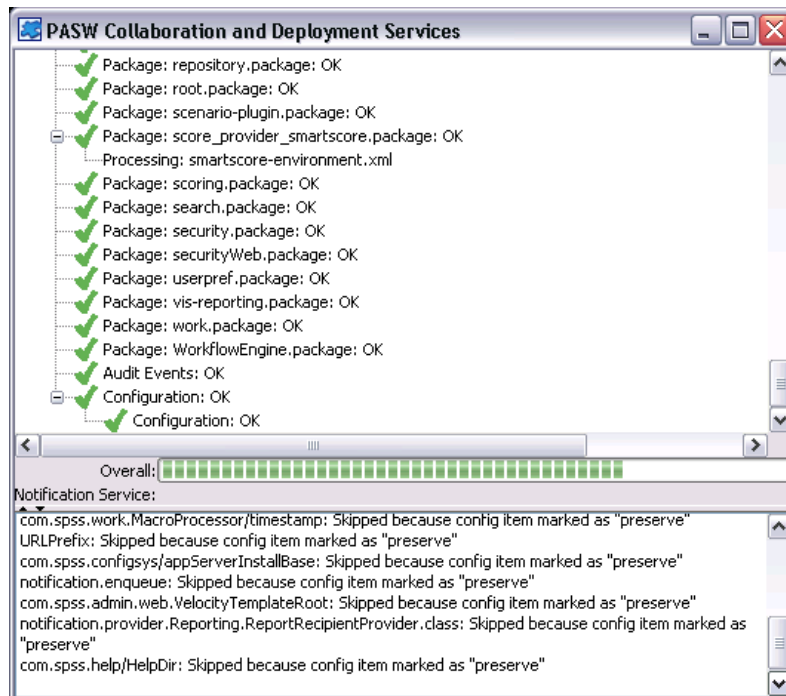 PASW Collaboration and Deployment Services
Package: repository.package: OK
Package: root.package: OK
Package: scenario-plugin.package: OK
Package: score_provider_smartscore.package: OK
Processing: smartscore-environment.xml
Package: scoring.package: OK
Package: search.package: OK
Package: security.package: OK
Package: securityWeb.package: OK
Package: userpref.package: OK
Package: vis-reporting.package: OK
Package: work.package: OK
Package: WorkflowEngine.package: OK
Audit Events: OK
Configuration: OK
Configuration: OK
Overall:
Notification Service:
com.spss.work.MacroProcessor/timestamp: Skipped because config item marked as "preserve"
URLPrefix: Skipped because config item marked as "preserve"
com.spss.configsys/appServerInstallBase: Skipped because config item marked as "preserve"
notification.enqueue: Skipped because config item marked as "preserve"
com.spss.admin.web.VelocityTemplateRoot: Skipped because config item marked as "preserve"
notification.provider.Reporting.ReportRecipientProvider.class: Skipped because config item marked as
"preserve"
com.spss.help/HelpDir: Skipped because config item marked as "preserve"